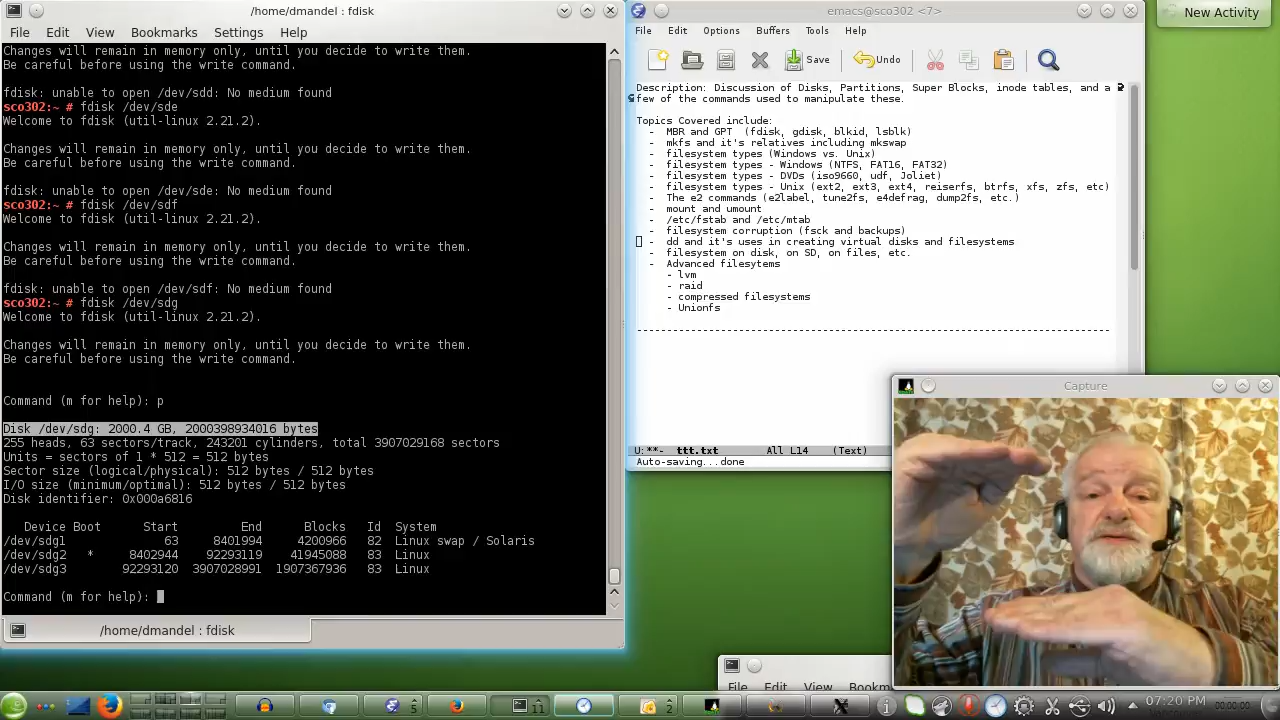 /home/dmandel : fdisk
File Edit View Bookmarks Settings Help
Changes will remain in memory only, until you decide to write them.
Be careful before using the write command.
fdisk: unable to open /dev/sdd: No medium found
sco302:~ # fdisk /dev/sde
Welcome to fdisk (util-linux 2.21.2).
Changes will remain in memory only, until you decide to write them.
Be careful before using the write command.
fdisk: unable to open /dev/sde: No medium found
sco302:~ # fdisk /dev/sdf
Welcome to fdisk (util-linux 2.21.2).
Changes will remain in memory only, until you decide to write them.
Be careful before using the write command.
fdisk: unable to open /dev/sdf: No medium found
sco302:~ # fdisk /dev/sdg
Welcome to fdisk (util-linux 2.21.2).
Changes will remain in memory only, until you decide to write them.
Be careful before using the write command.
Command (m for help): p
Disk /dev/sdg: 2000.4 GB, 2000398934016 bytes
255 heads, 63 sectors/track, 243201 cylinders, total 3907029168 sectors
Units = sectors of 1 * 512 = 512 bytes
Sector size (logical/physical): 512 bytes / 512 bytes
I/O size (minimum/optimal): 512 bytes / 512 bytes
Disk identifier: 0x000a6816
Device Boot Start End Blocks Id System
/dev/sdg1 63 8401994 4200966 82 Linux swap / Solaris
/dev/sdg2 * 8402944 92293119 41945088 83 Linux
/dev/sdg3 92293120 3907028991 1907367936 83 Linux
Command (m for help):
/home/dmandel : fdisk
emacs@sco302 <7>
File Edit Options Buffers Tools Help
Save Undo
Description: Discussion of Disks, Partitions, Super Blocks, inode tables, and a
few of the commands used to manipulate these.
Topics Covered include:
- MBR and GPT (fdisk, gdisk, blkid, lsblk)
- mkfs and it's relatives including mkswap
- filesystem types (Windows vs. Unix)
- filesystem types - Windows (NTFS, FAT16, FAT32)
- filesystem types - DVDs (iso9660, udf, Joliet)
- filesystem types - Unix (ext2, ext3, ext4, reiserfs, btrfs, xfs, zfs, etc)
- The e2 commands (e2label, tune2fs, e4defrag, dump2fs, etc.)
- mount and umount
- /etc/fstab and /etc/mtab
- filesystem corruption (fsck and backups)
- dd and it's uses in creating virtual disks and filesystems
- filesystem on disk, on SD, on files, etc.
- Advanced filesytems
- lvm
- raid
- compressed filesystems
- Unionfs
--------------------------------------------------------------------------------
U:**- ttt.txt All L14 (Text)
Auto-saving...done
New Activity
Capture
File Edit View Bookm
5
11
2
07:20 PM
00:00:00